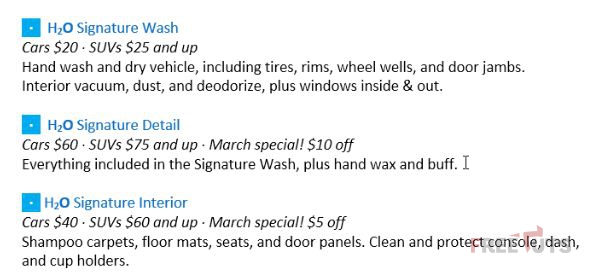 H₂O Signature Wash
Cars $20 · SUVs $25 and up
Hand wash and dry vehicle, including tires, rims, wheel wells, and door jambs.
Interior vacuum, dust, and deodorize, plus windows inside & out.
H₂O Signature Detail
Cars $60 · SUVs $75 and up · March special! $10 off
Everything included in the Signature Wash, plus hand wax and buff.
H₂O Signature Interior
Cars $40 · SUVs $60 and up · March special! $5 off
Shampoo carpets, floor mats, seats, and door panels. Clean and protect console, dash,
and cup holders.
FREETUTS